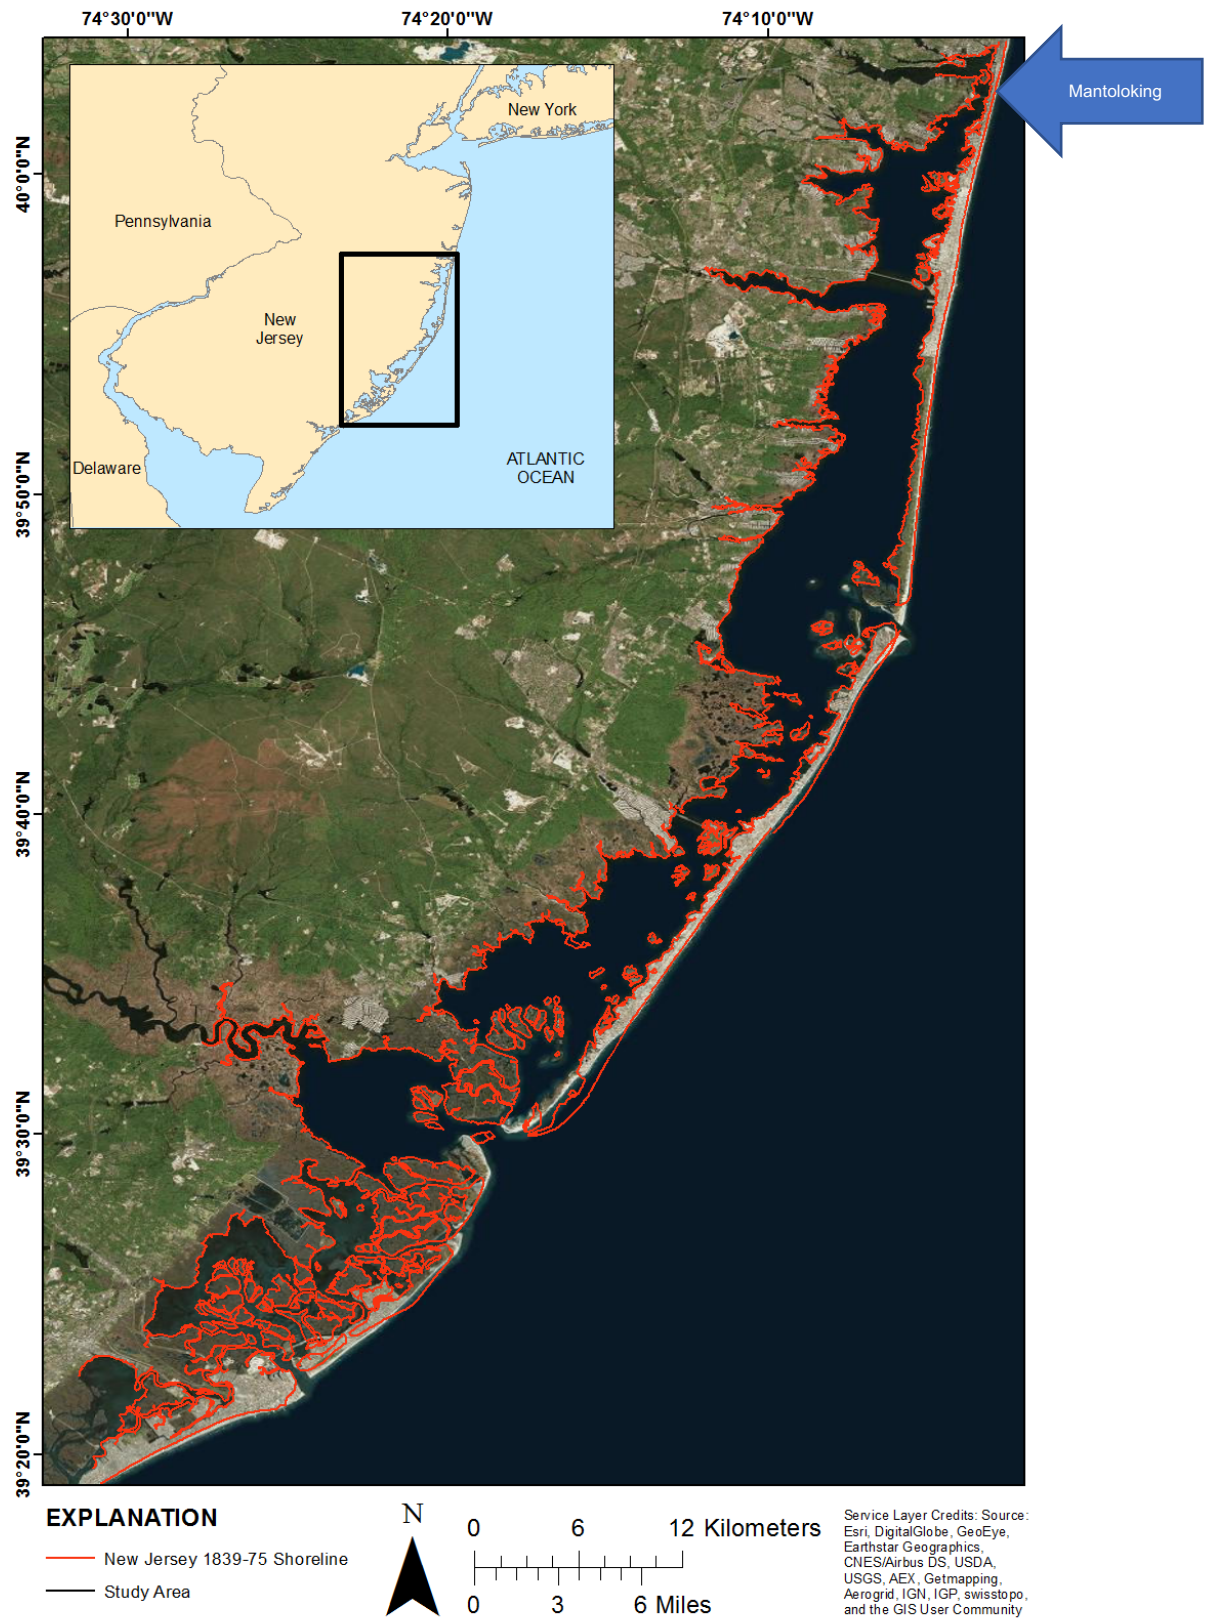 74°30'0"W
74°20'0"W
74°10'0"W
Mantoloking
40°0'0"N
39°50'0"N
39°40'0"N
39°30'0"N
39°20'0"N
New York
Pennsylvania
New
Jersey
Delaware
ATLANTIC
OCEAN
EXPLANATION
New Jersey 1839-75 Shoreline
Study Area
N
0 6 12 Kilometers
0 3 6 Miles
Service Layer Credits: Source:
Esri, DigitalGlobe, GeoEye,
Earthstar Geographics,
CNES/Airbus DS, USDA,
USGS, AEX, Getmapping,
Aerogrid, IGN, IGP, swisstopo,
and the GIS User Community